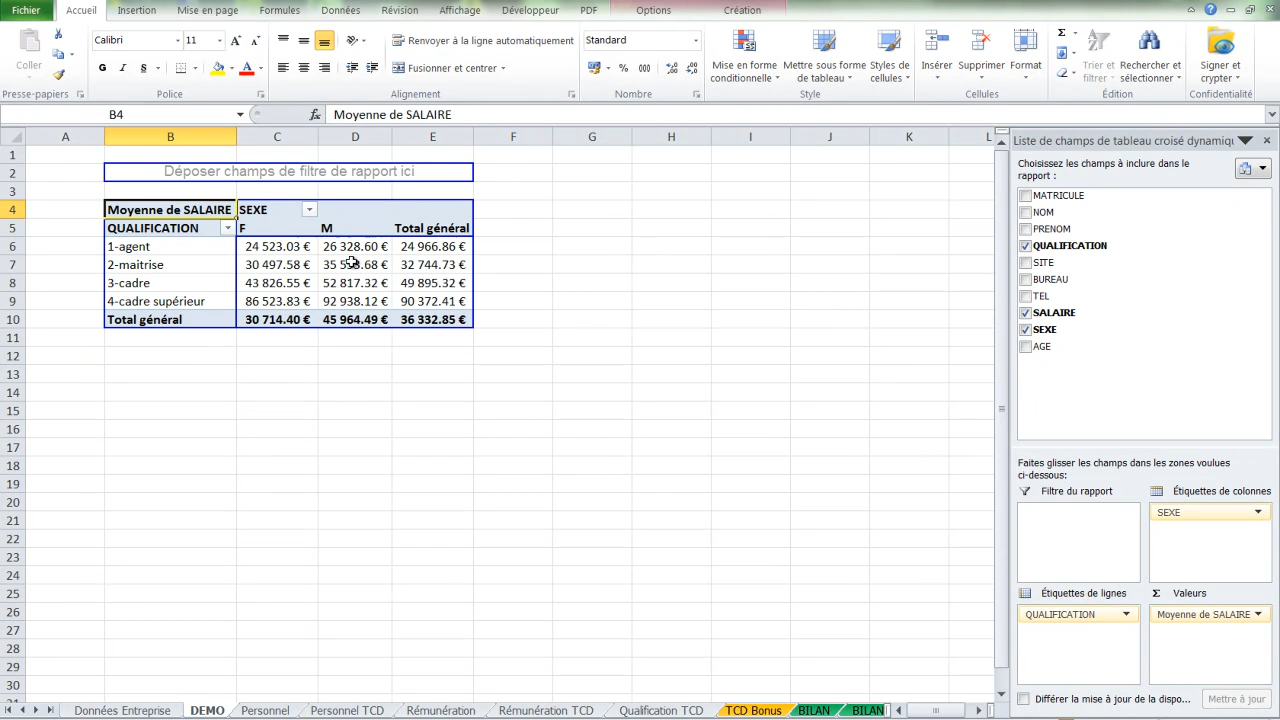 Fichier Accueil Insertion Mise en page Formules Données Révision Affichage Développeur PDF Options Création
Coller
Presse-papiers
Calibri 11
G I S
Police
Renvoyer à la ligne automatiquement
Fusionner et centrer
Alignement
Standard
% 000
Nombre
Mise en forme conditionnelle
Mettre sous forme de tableau
Styles de cellules
Style
Insérer
Supprimer
Format
Cellules
Trier et filtrer
Rechercher et sélectionner
Édition
Signer et crypter
Confidentialité
B4 fx Moyenne de SALAIRE
A B C D E F G H I J K L
1
2 Déposer champs de filtre de rapport ici
3
4 Moyenne de SALAIRE SEXE
5 QUALIFICATION F M Total général
6 1-agent 24 523.03 € 26 328.60 € 24 966.86 €
7 2-maitrise 30 497.58 € 32 744.73 €
8 3-cadre 43 826.55 € 52 817.32 € 49 895.32 €
9 4-cadre supérieur 86 523.83 € 92 938.12 € 90 372.41 €
10 Total général 30 714.40 € 45 964.49 € 36 332.85 €
11
12
13
14
15
16
17
18
19
20
21
22
23
24
25
26
27
28
29
30
Liste de champs de tableau croisé dynamiqu
Choisissez les champs à inclure dans le
rapport :
MATRICULE
NOM
PRENOM
QUALIFICATION
SITE
BUREAU
TEL
SALAIRE
SEXE
AGE
Faites glisser les champs dans les zones voulues
ci-dessous:
Filtre du rapport Étiquettes de colonnes
SEXE
Étiquettes de lignes Σ Valeurs
QUALIFICATION Moyenne de SALAIRE
Différer la mise à jour de la dispo... Mettre à jour
Données Entreprise DEMO Personnel Personnel TCD Rémunération Rémunération TCD Qualification TCD TCD Bonus BILAN BILAN